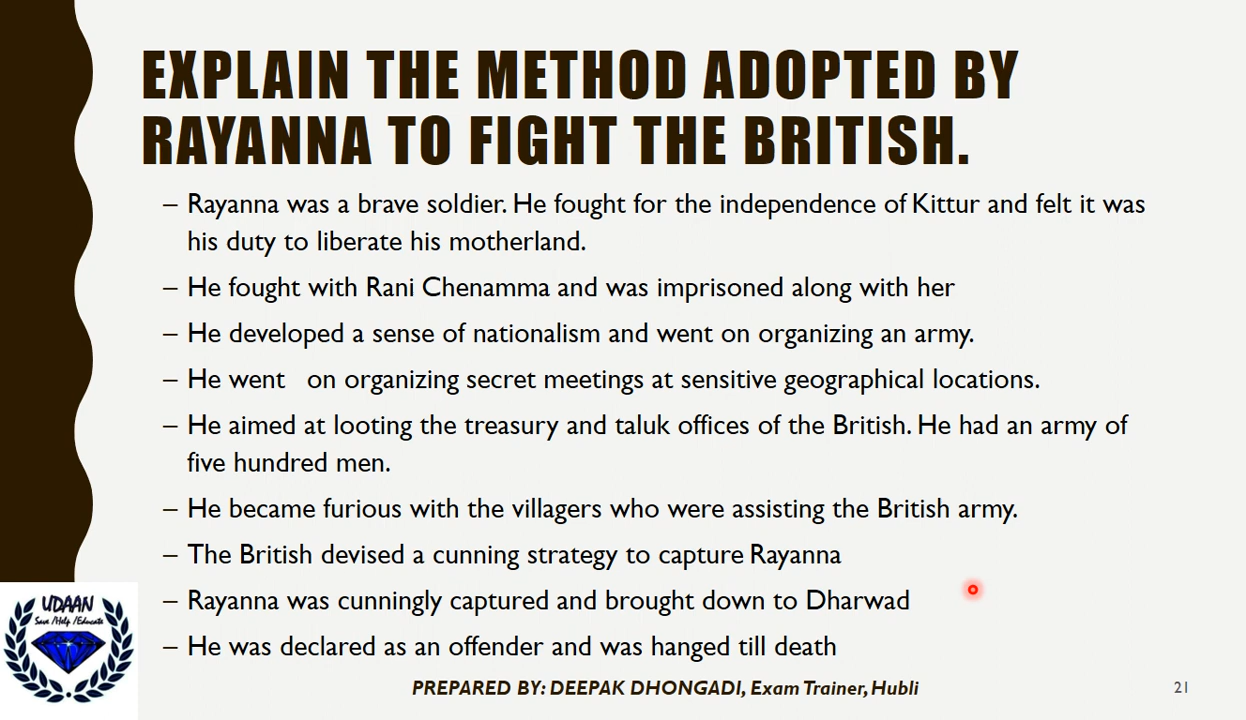 EXPLAIN THE METHOD ADOPTED BY
RAYANNA TO FIGHT THE BRITISH.
– Rayanna was a brave soldier. He fought for the independence of Kittur and felt it was
his duty to liberate his motherland.
– He fought with Rani Chenamma and was imprisoned along with her
– He developed a sense of nationalism and went on organizing an army.
– He went on organizing secret meetings at sensitive geographical locations.
– He aimed at looting the treasury and taluk offices of the British. He had an army of
five hundred men.
– He became furious with the villagers who were assisting the British army.
– The British devised a cunning strategy to capture Rayanna
– Rayanna was cunningly captured and brought down to Dharwad
– He was declared as an offender and was hanged till death
UDAAN
Save /Help /Educate
PREPARED BY: DEEPAK DHONGADI, Exam Trainer, Hubli
21